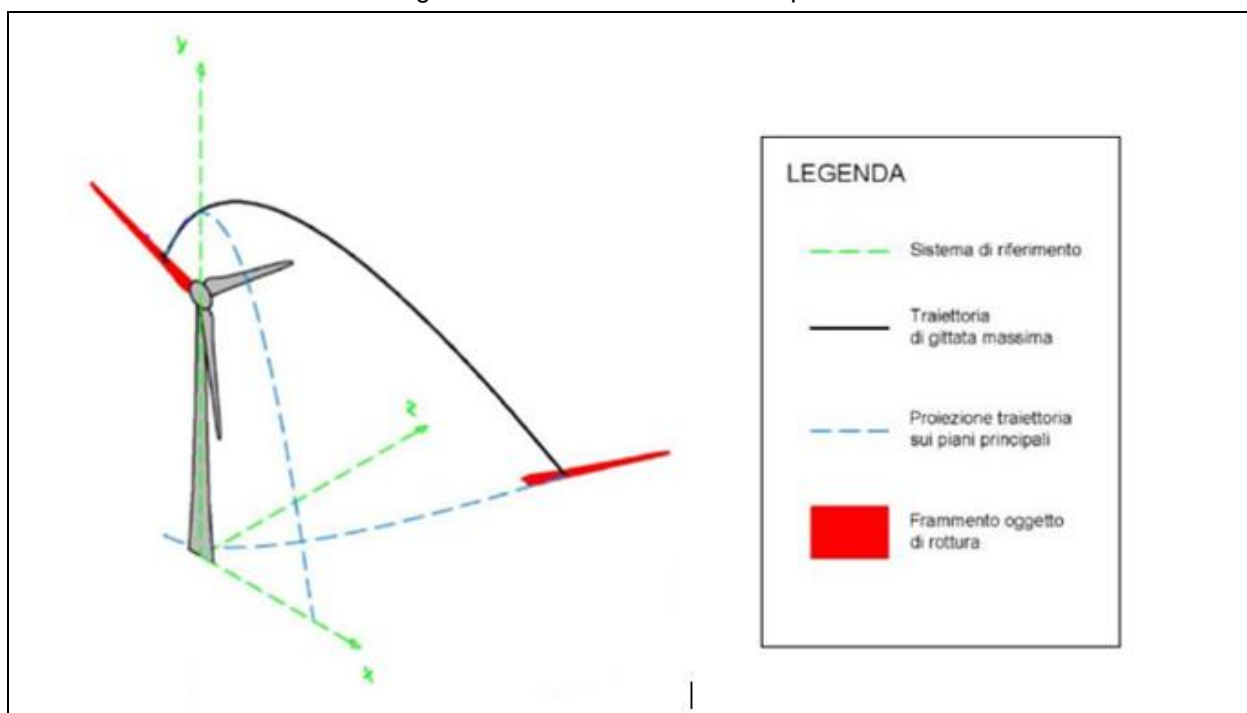 y
z
x
LEGENDA
Sistema di riferimento
Traiettoria
di gittata massima
Proiezione traiettoria
sui piani principali
Frammento oggetto
di rottura